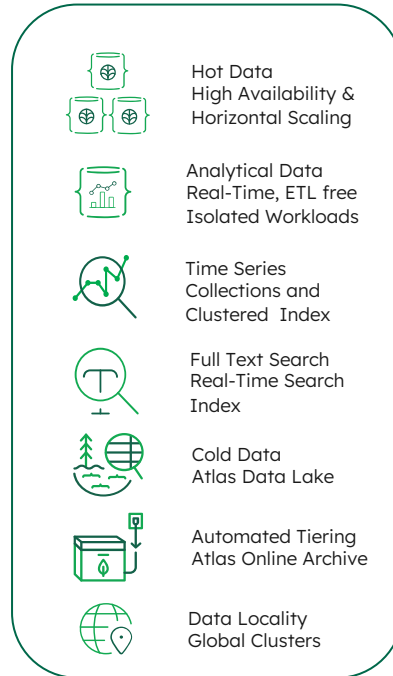 Hot Data
High Availability &
Horizontal Scaling
Analytical Data
Real-Time, ETL free
Isolated Workloads
Time Series
Collections and
Clustered Index
Full Text Search
Real-Time Search
Index
Cold Data
Atlas Data Lake
Automated Tiering
Atlas Online Archive
Data Locality
Global Clusters